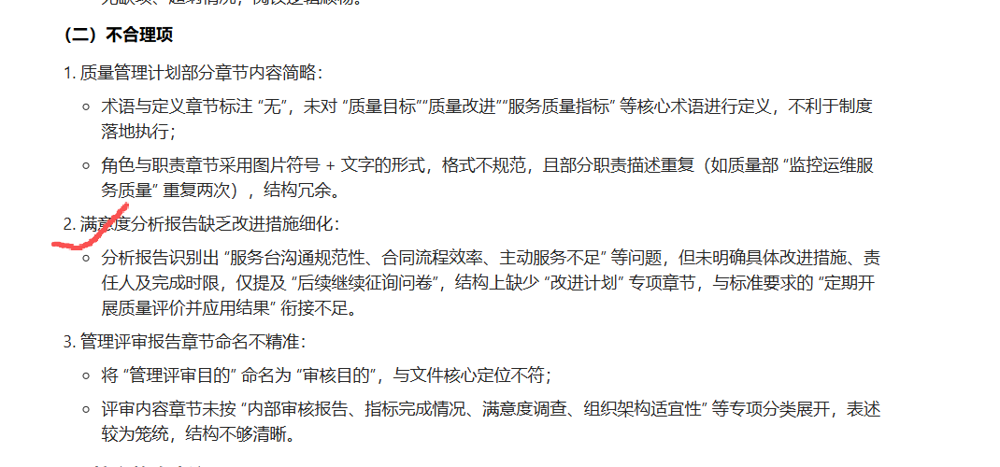 （二）不合理项
1. 质量管理计划部分章节内容简略：
术语与定义章节标注 “无”，未对 “质量目标”“质量改进”“服务质量指标” 等核心术语进行定义，不利于制度
落地执行；
角色与职责章节采用图片符号 + 文字的形式，格式不规范，且部分职责描述重复（如质量部 “监控运维服
务质量” 重复两次），结构冗余。
2. 满意度分析报告缺乏改进措施细化：
分析报告识别出 “服务台沟通规范性、合同流程效率、主动服务不足” 等问题，但未明确具体改进措施、责
任人及完成时限，仅提及 “后续继续征询问卷”，结构上缺少 “改进计划” 专项章节，与标准要求的 “定期开
展质量评价并应用结果” 衔接不足。
3. 管理评审报告章节命名不精准：
将 “管理评审目的” 命名为 “审核目的”，与文件核心定位不符；
评审内容章节未按 “内部审核报告、指标完成情况、满意度调查、组织架构适宜性” 等专项分类展开，表述
较为笼统，结构不够清晰。